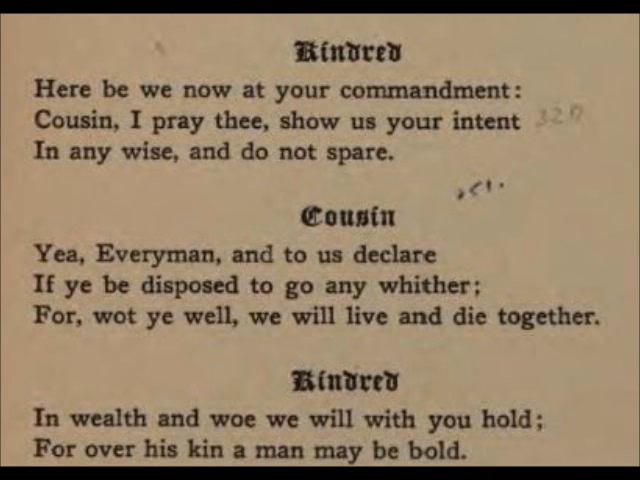 Kindred
Here be we now at your commandment:
Cousin, I pray thee, show us your intent 320
In any wise, and do not spare.
Cousin
Yea, Everyman, and to us declare
If ye be disposed to go any whither;
For, wot ye well, we will live and die together.
Kindred
In wealth and woe we will with you hold;
For over his kin a man may be bold.